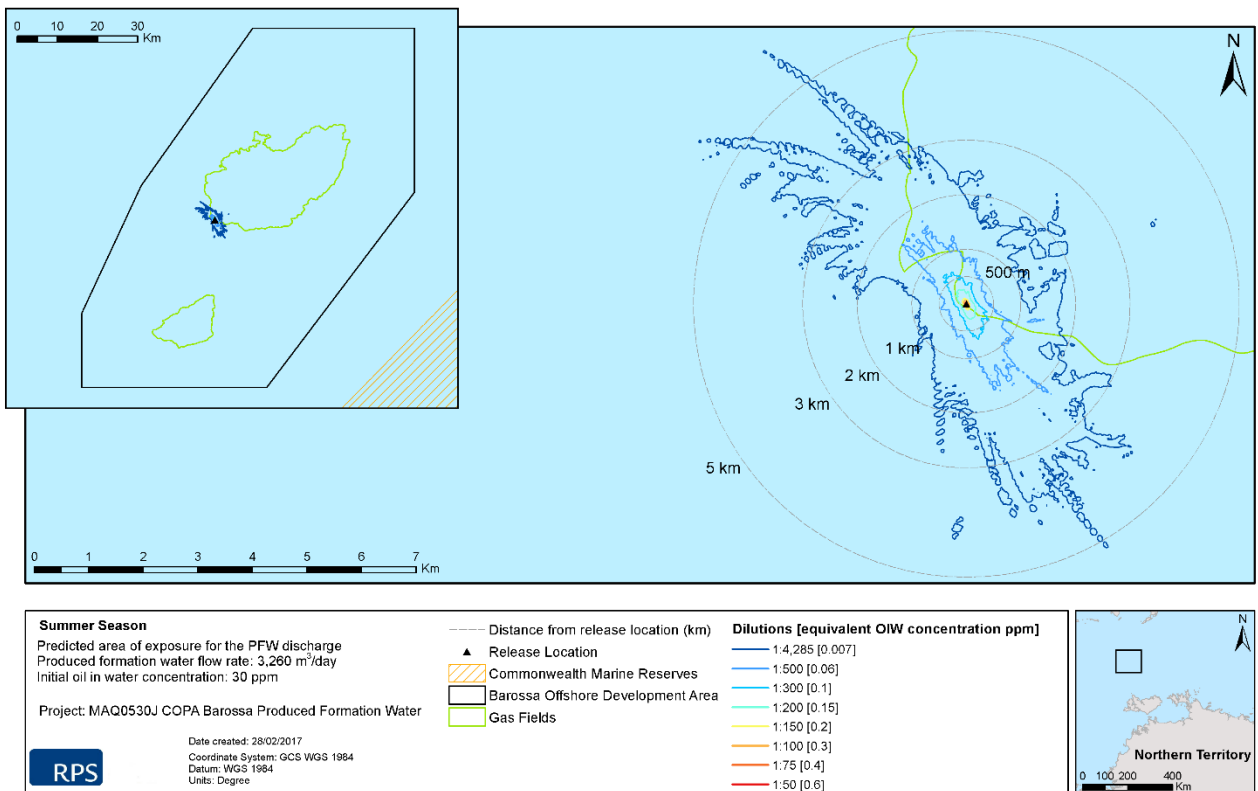 0 10 20 30
Km
N
500 m
1 km
2 km
3 km
5 km
0 1 2 3 4 5 6 7
Km
Summer Season
Predicted area of exposure for the PFW discharge
Produced formation water flow rate: 3,260 m³/day
Initial oil in water concentration: 30 ppm
Project: MAQ0530J COPA Barossa Produced Formation Water
Date created: 28/02/2017
Coordinate System: GCS WGS 1984
Datum: WGS 1984
Units: Degree
RPS
Distance from release location (km)
Release Location
Commonwealth Marine Reserves
Barossa Offshore Development Area
Gas Fields
Dilutions [equivalent OIW concentration ppm]
1:4,285 [0.007]
1:500 [0.06]
1:300 [0.1]
1:200 [0.15]
1:150 [0.2]
1:100 [0.3]
1:75 [0.4]
1:50 [0.6]
N
Northern Territory
0 100 200 400
Km